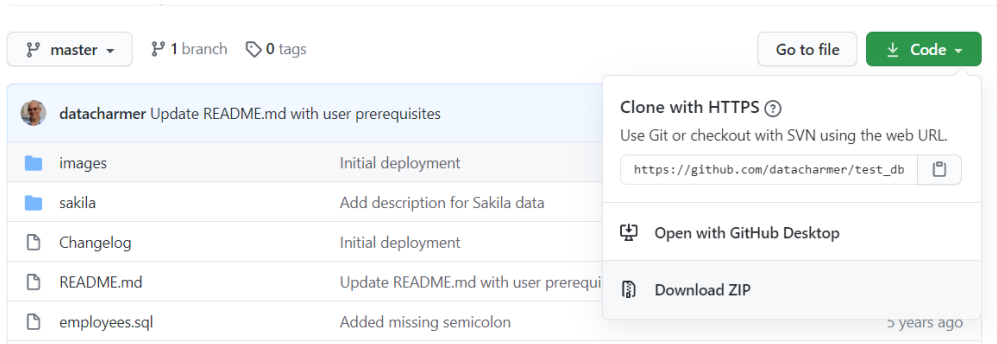 master 1 branch 0 tags Go to file Code
Clone with HTTPS ?
Use Git or checkout with SVN using the web URL.
https://github.com/datacharmer/test_db
Open with GitHub Desktop
Download ZIP
datacharmer Update README.md with user prerequisites
images Initial deployment
sakila Add description for Sakila data
Changelog Initial deployment
README.md Update README.md with user prerequi
employees.sql Added missing semicolon 5 years ago